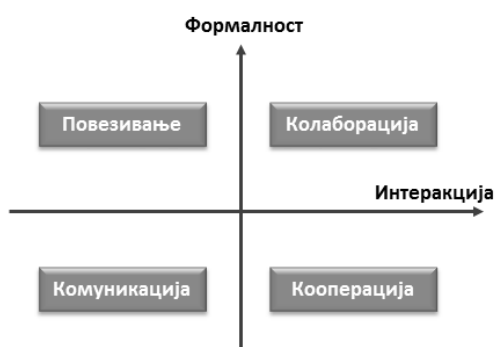 Формалност
Повезивање
Колаборација
Интеракција
Комуникација
Кооперација